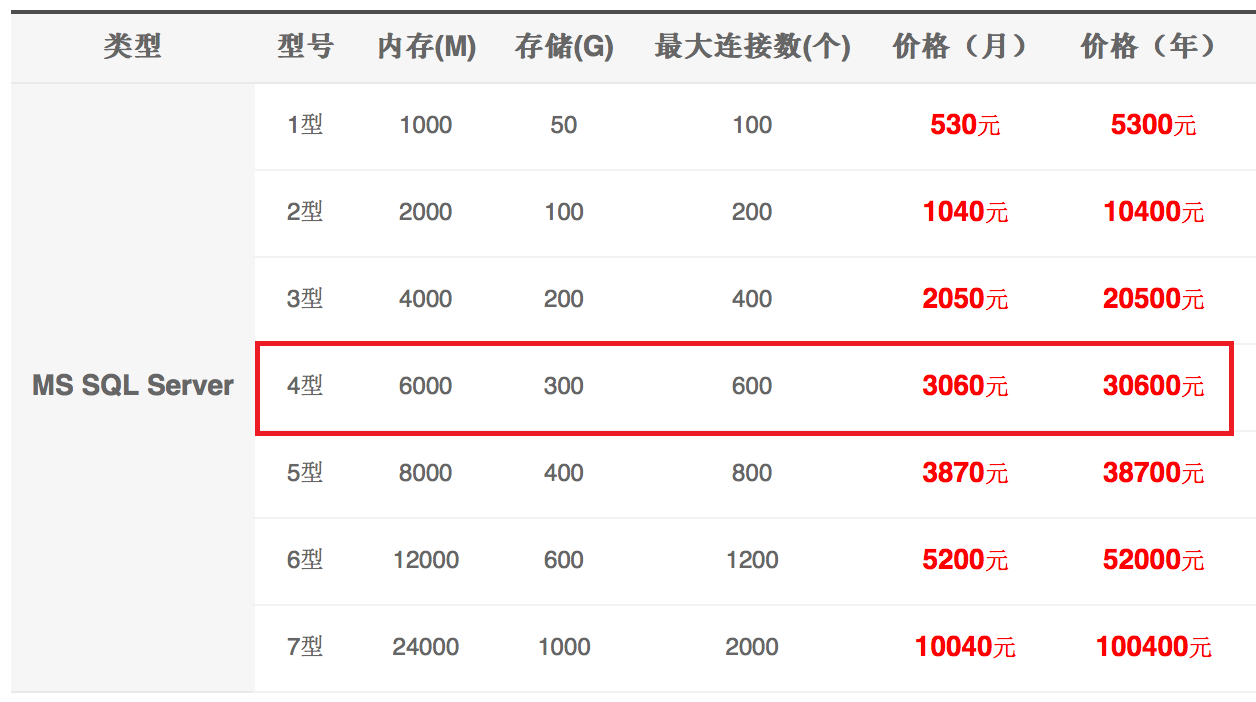 类型 型号 内存(M) 存储(G) 最大连接数(个) 价格（月） 价格（年）
1型 1000 50 100 530元 5300元
2型 2000 100 200 1040元 10400元
3型 4000 200 400 2050元 20500元
MS SQL Server 4型 6000 300 600 3060元 30600元
5型 8000 400 800 3870元 38700元
6型 12000 600 1200 5200元 52000元
7型 24000 1000 2000 10040元 100400元